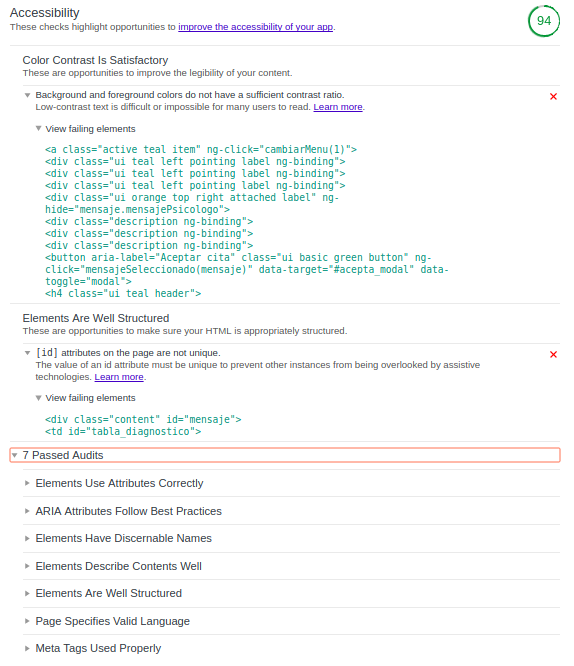 Accessibility
These checks highlight opportunities to improve the accessibility of your app.
94
Color Contrast Is Satisfactory
These are opportunities to improve the legibility of your content.
Background and foreground colors do not have a sufficient contrast ratio.
Low-contrast text is difficult or impossible for many users to read. Learn more.
View failing elements
<a class="active teal item" ng-click="cambiarMenu(1)">
<div class="ui teal left pointing label ng-binding">
<div class="ui teal left pointing label ng-binding">
<div class="ui teal left pointing label ng-binding">
<div class="ui orange top right attached label" ng-
hide="mensaje.mensajePsicologo">
<div class="description ng-binding">
<div class="description ng-binding">
<div class="description ng-binding">
<button aria-label="Aceptar cita" class="ui basic green button" ng-
click="mensajeSeleccionado(mensaje)" data-target="#acepta_modal" data-
toggle="modal">
<h4 class="ui teal header">
Elements Are Well Structured
These are opportunities to make sure your HTML is appropriately structured.
[id] attributes on the page are not unique.
The value of an id attribute must be unique to prevent other instances from being overlooked by assistive
technologies. Learn more.
View failing elements
<div class="content" id="mensaje">
<td id="tabla_diagnostico">
7 Passed Audits
Elements Use Attributes Correctly
ARIA Attributes Follow Best Practices
Elements Have Discernable Names
Elements Describe Contents Well
Elements Are Well Structured
Page Specifies Valid Language
Meta Tags Used Properly